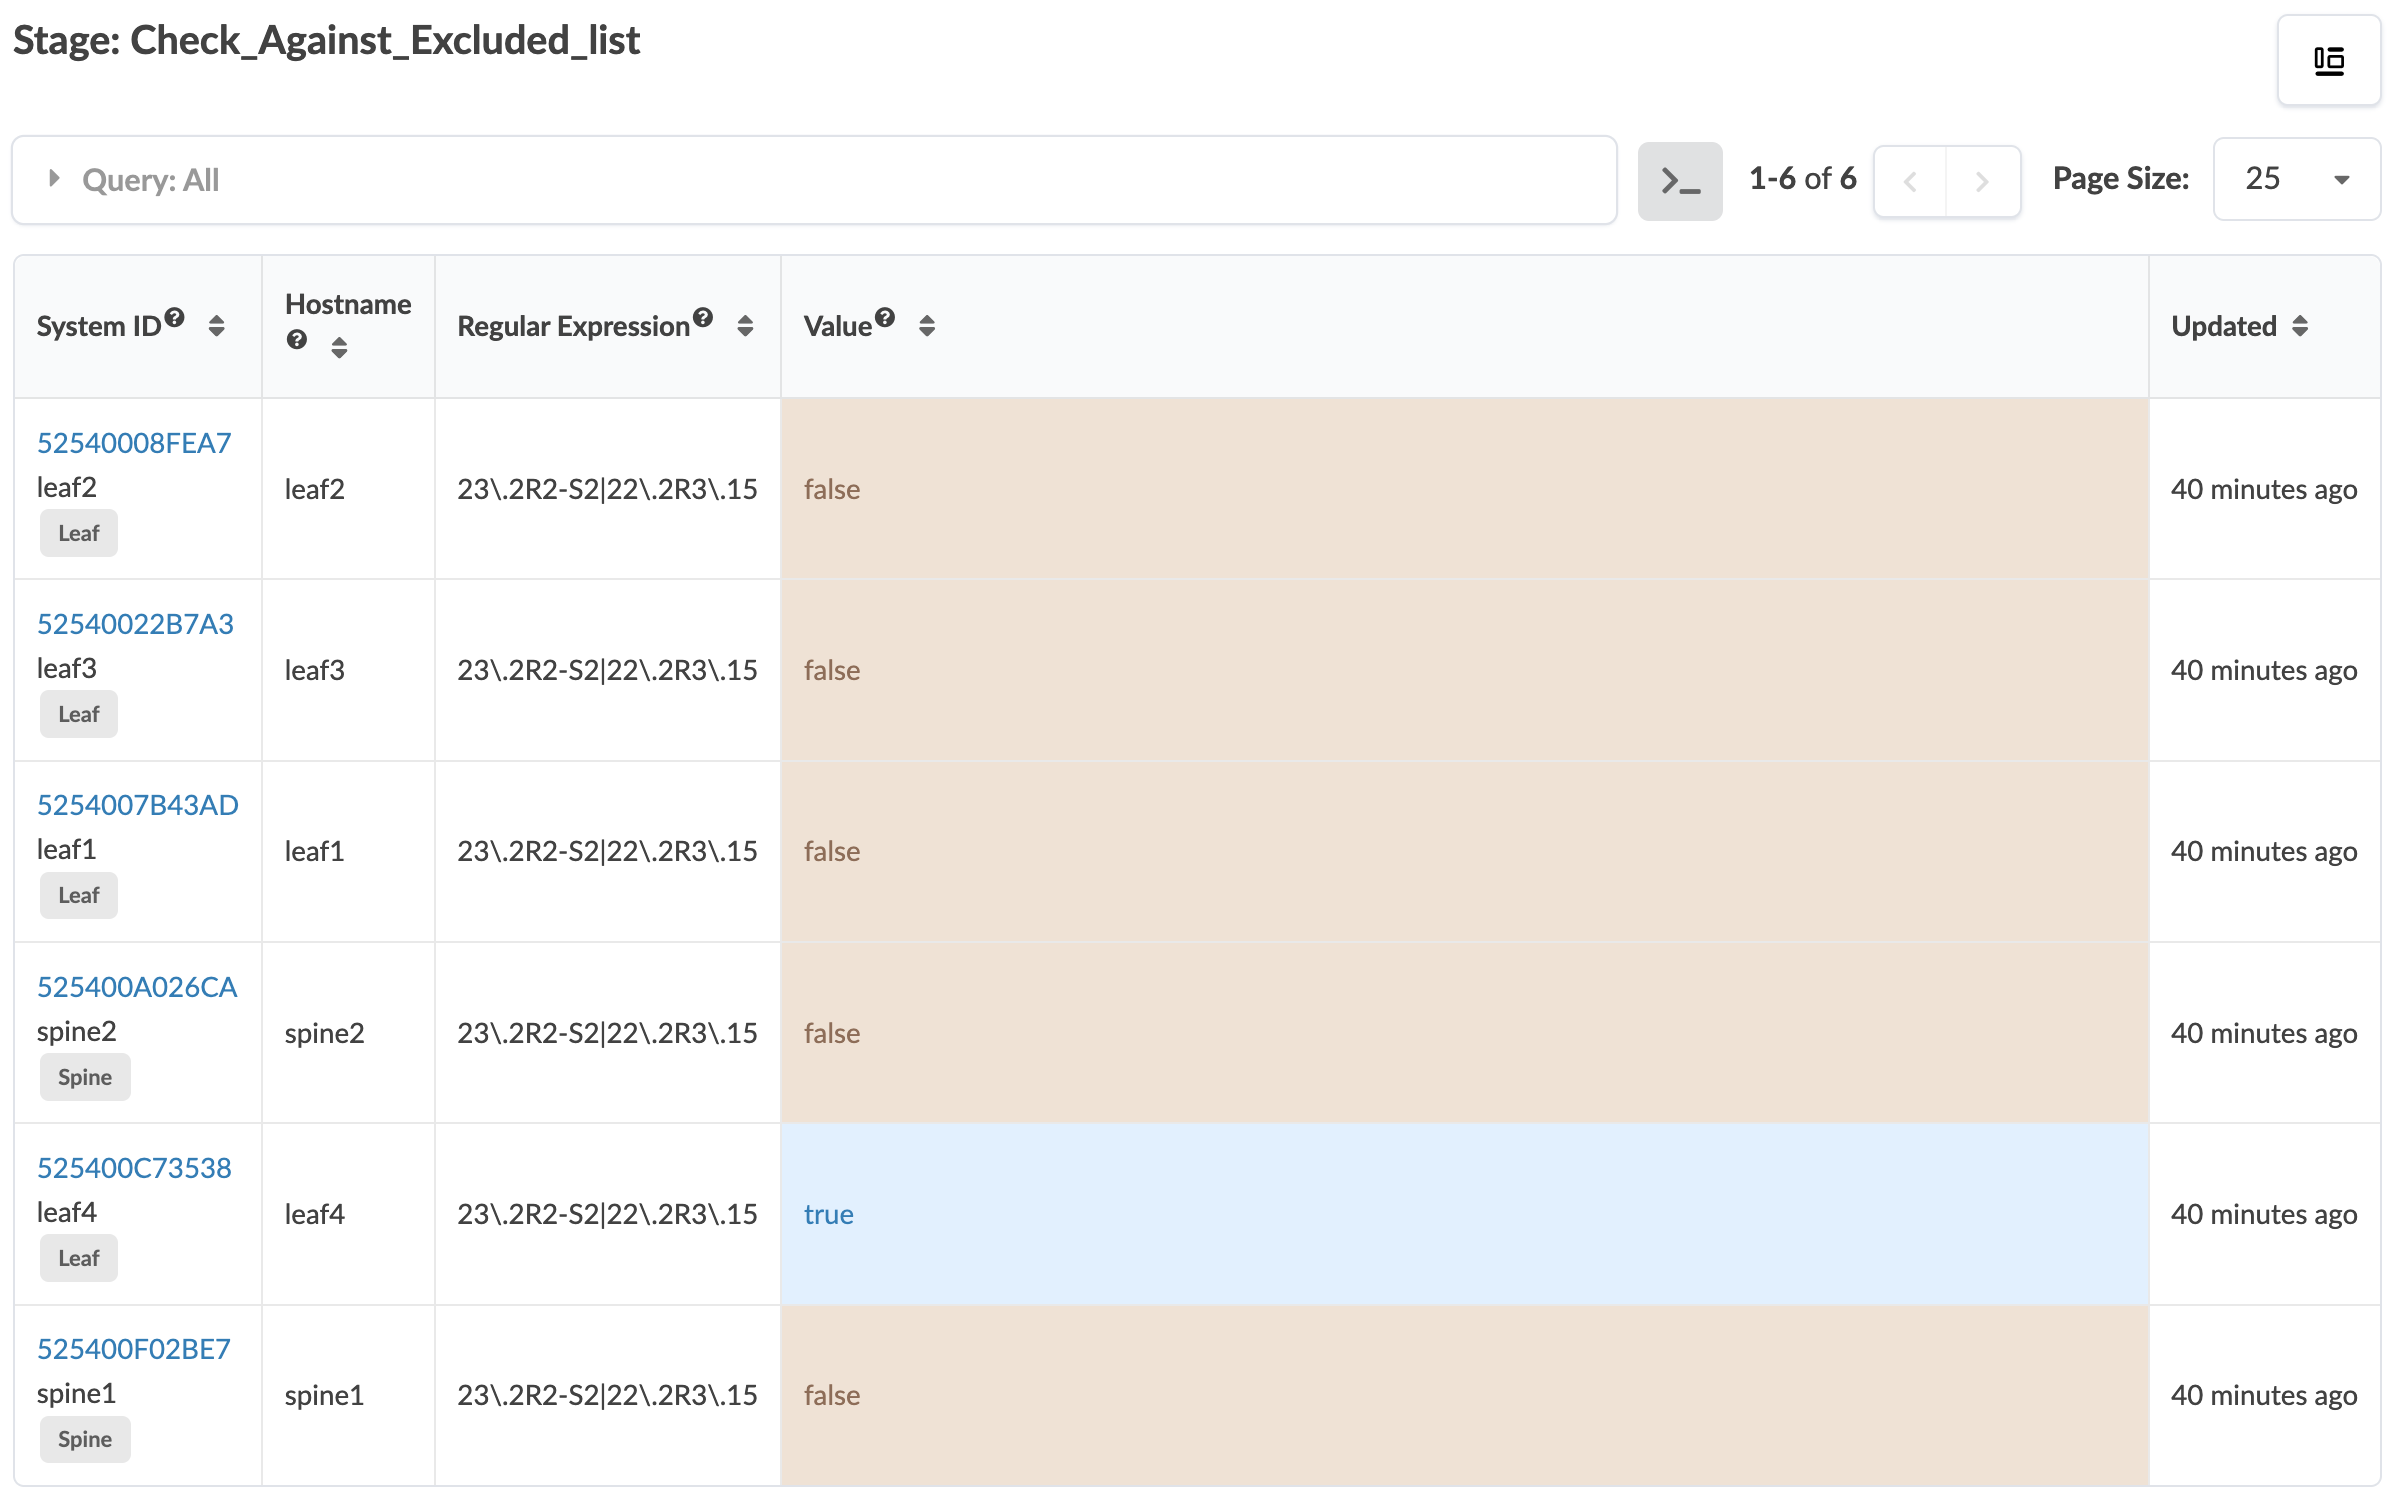 Stage: Check_Against_Excluded_list
Query: All
1-6 of 6
Page Size:
25
System ID
Hostname
Regular Expression
Value
Updated
52540008FEA7
leaf2
Leaf
leaf2
23\.2R2-S2|22\.2R3\.15
false
40 minutes ago
52540022B7A3
leaf3
Leaf
leaf3
23\.2R2-S2|22\.2R3\.15
false
40 minutes ago
5254007B43AD
leaf1
Leaf
leaf1
23\.2R2-S2|22\.2R3\.15
false
40 minutes ago
525400A026CA
spine2
Spine
spine2
23\.2R2-S2|22\.2R3\.15
false
40 minutes ago
525400C73538
leaf4
Leaf
leaf4
23\.2R2-S2|22\.2R3\.15
true
40 minutes ago
525400F02BE7
spine1
Spine
spine1
23\.2R2-S2|22\.2R3\.15
false
40 minutes ago